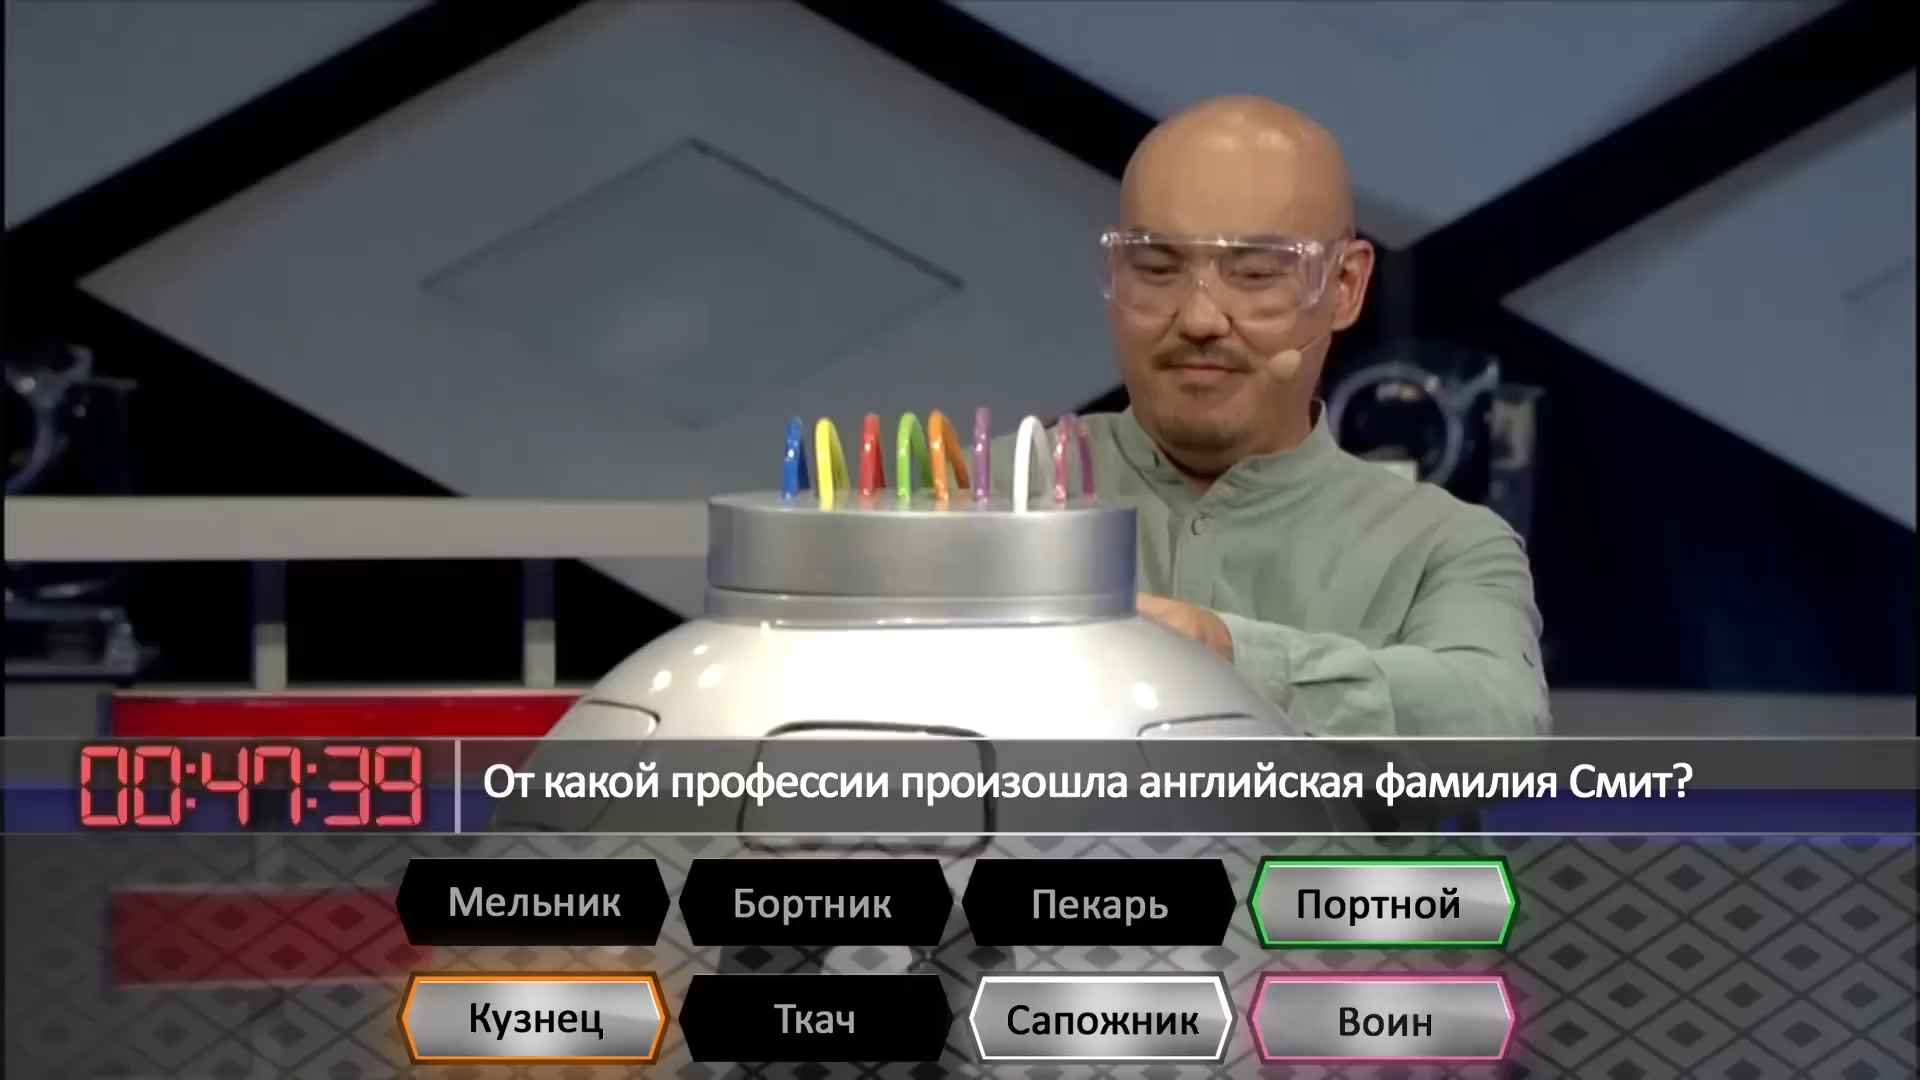 00:47:39
От какой профессии произошла английская фамилия Смит?
Мельник
Бортник
Пекарь
Портной
Кузнец
Ткач
Сапожник
Воин